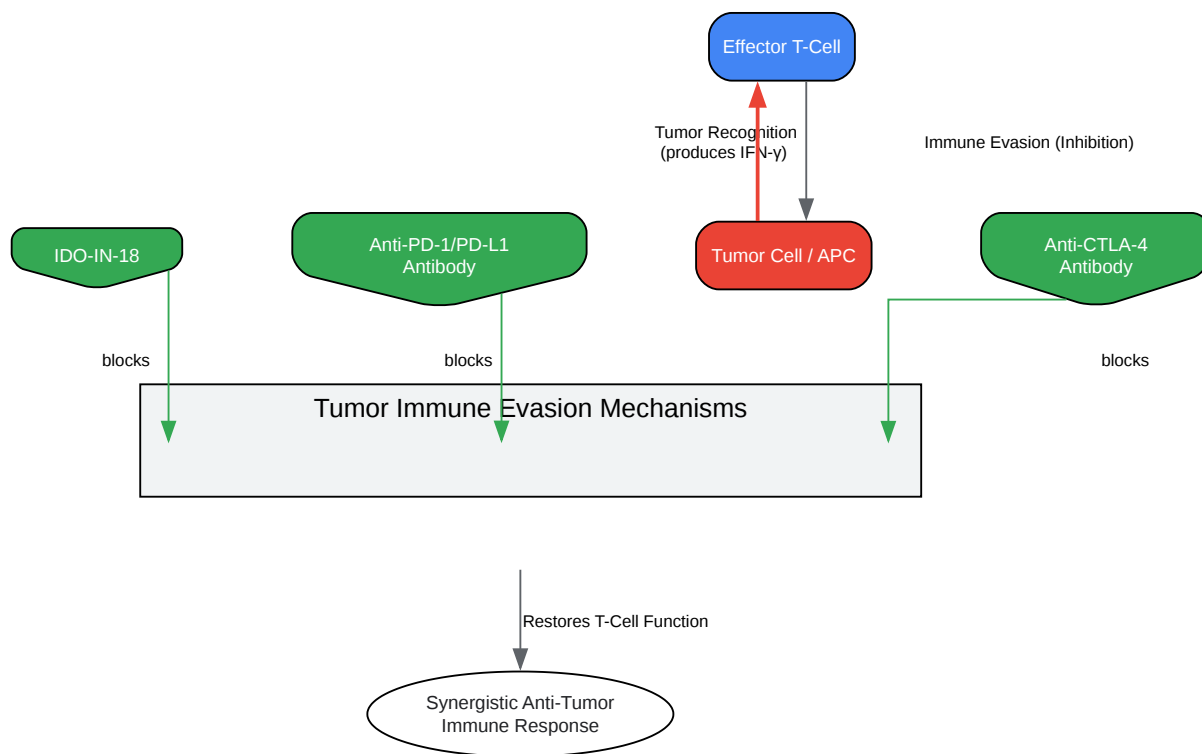 Effector T-Cell
Tumor Recognition
(produces IFN-γ)
Immune Evasion (Inhibition)
IDO-IN-18
Anti-PD-1/PD-L1
Antibody
Tumor Cell / APC
Anti-CTLA-4
Antibody
blocks
blocks
blocks
Tumor Immune Evasion Mechanisms
Restores T-Cell Function
Synergistic Anti-Tumor
Immune Response